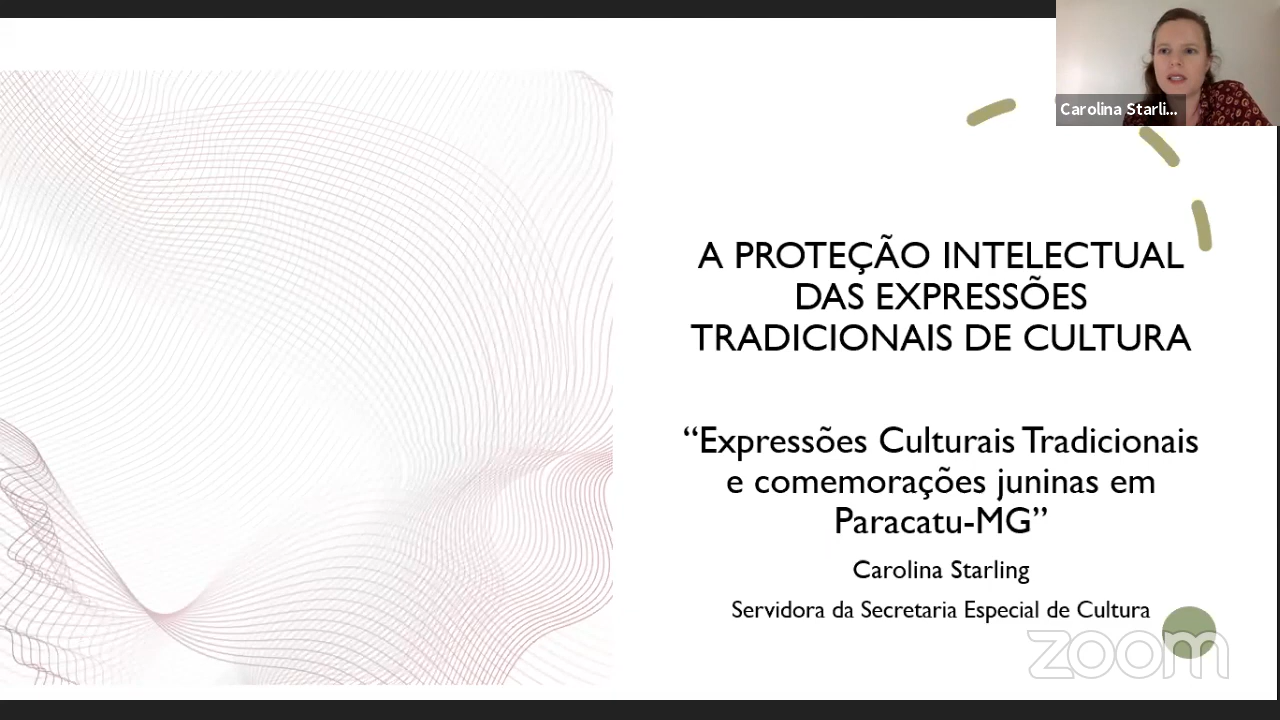 Carolina Starli...
A PROTEÇÃO INTELECTUAL
DAS EXPRESSÕES
TRADICIONAIS DE CULTURA
“Expressões Culturais Tradicionais
e comemorações juninas em
Paracatu-MG”
Carolina Starling
Servidora da Secretaria Especial de Cultura
zoom